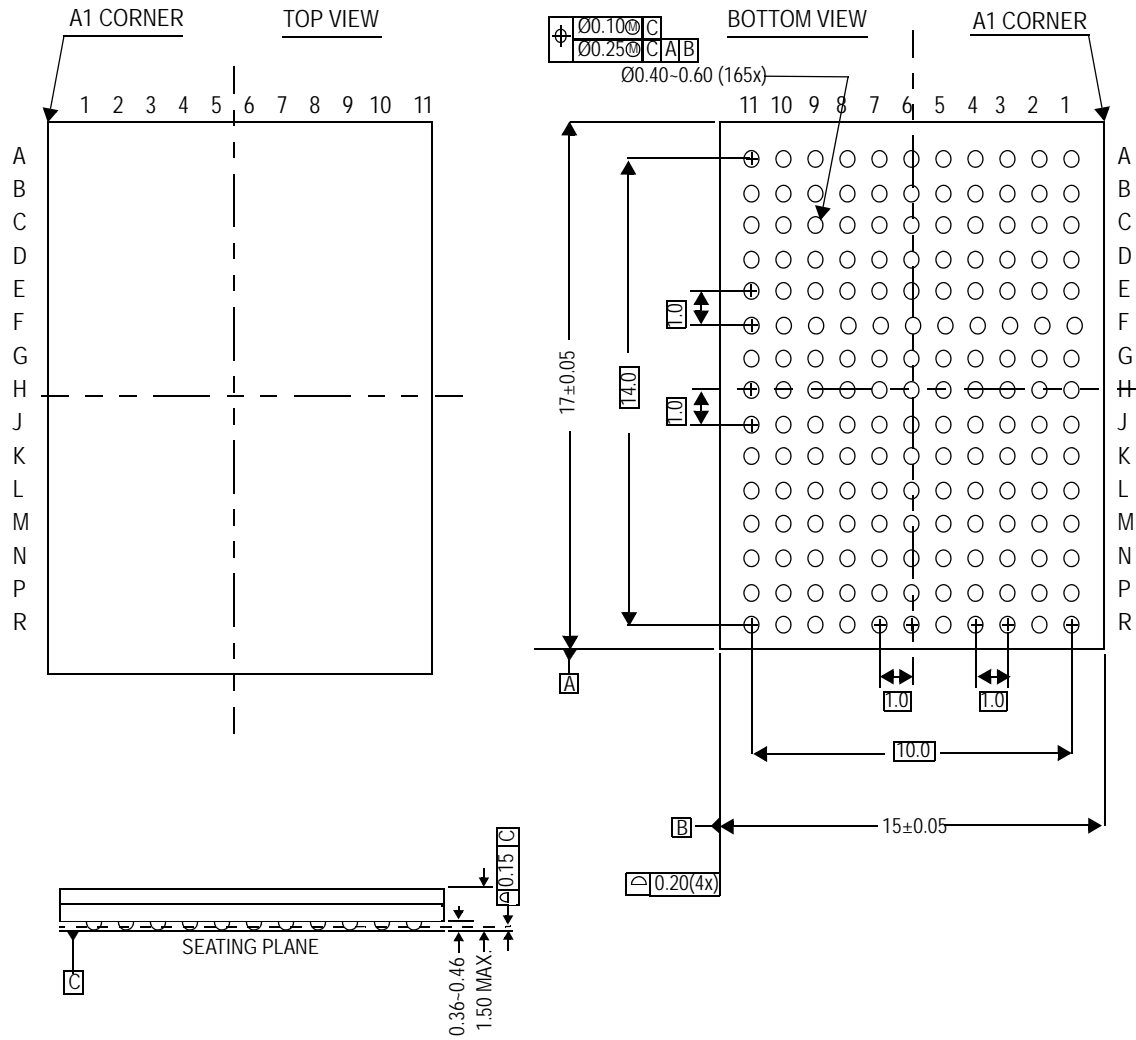 A1 CORNER
TOP VIEW
1 2 3 4 5 6 7 8 9 10 11
A
B
C
D
E
F
G
H
J
K
L
M
N
P
R
Ø0.10Ⓜ C
Ø0.25Ⓜ C A B
Ø0.40~0.60 (165x)
BOTTOM VIEW
A1 CORNER
11 10 9 8 7 6 5 4 3 2 1
A
B
C
D
E
F
G
H
J
K
L
M
N
P
R
17±0.05
14.0
1.0
1.0
A
1.0
1.0
10.0
B
15±0.05
0.20(4x)
0.15 C
SEATING PLANE
C
0.36~0.46
1.50 MAX.